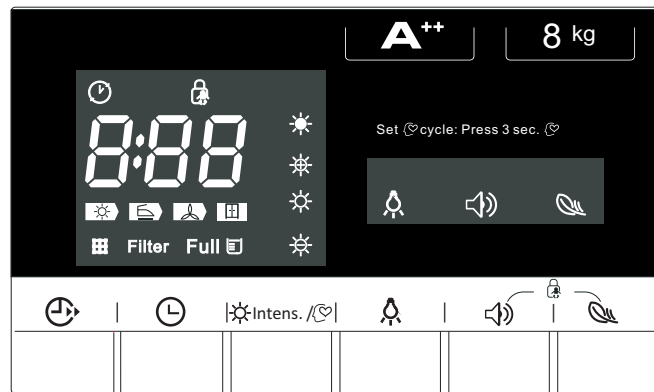 A++ 8 kg
8:88
Set cycle: Press 3 sec.
Filter Full
Intens. /